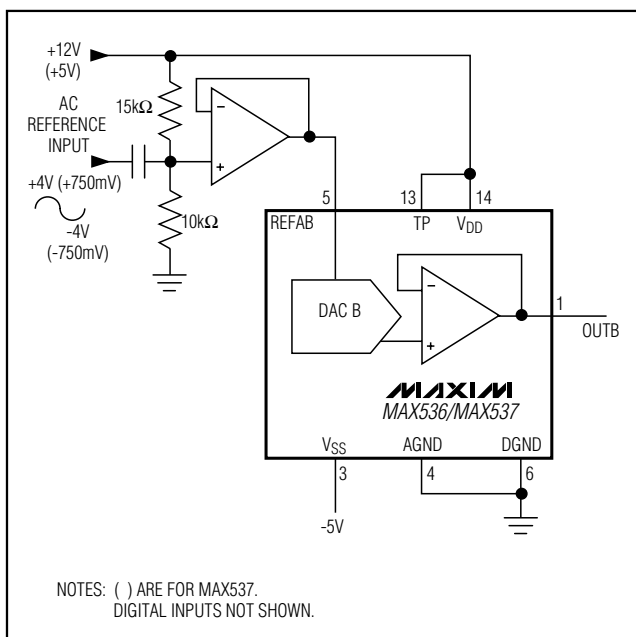 +12V
(+5V)
AC
REFERENCE
INPUT
15kΩ
−
+
+4V (+750mV)
-4V
(-750mV)
10kΩ
5
13
14
REFAB
TP
VDD
DAC B
−
+
1
OUTB
MAXIM
MAX536/MAX537
VSS
AGND
DGND
3
4
6
-5V
NOTES: ( ) ARE FOR MAX537.
DIGITAL INPUTS NOT SHOWN.